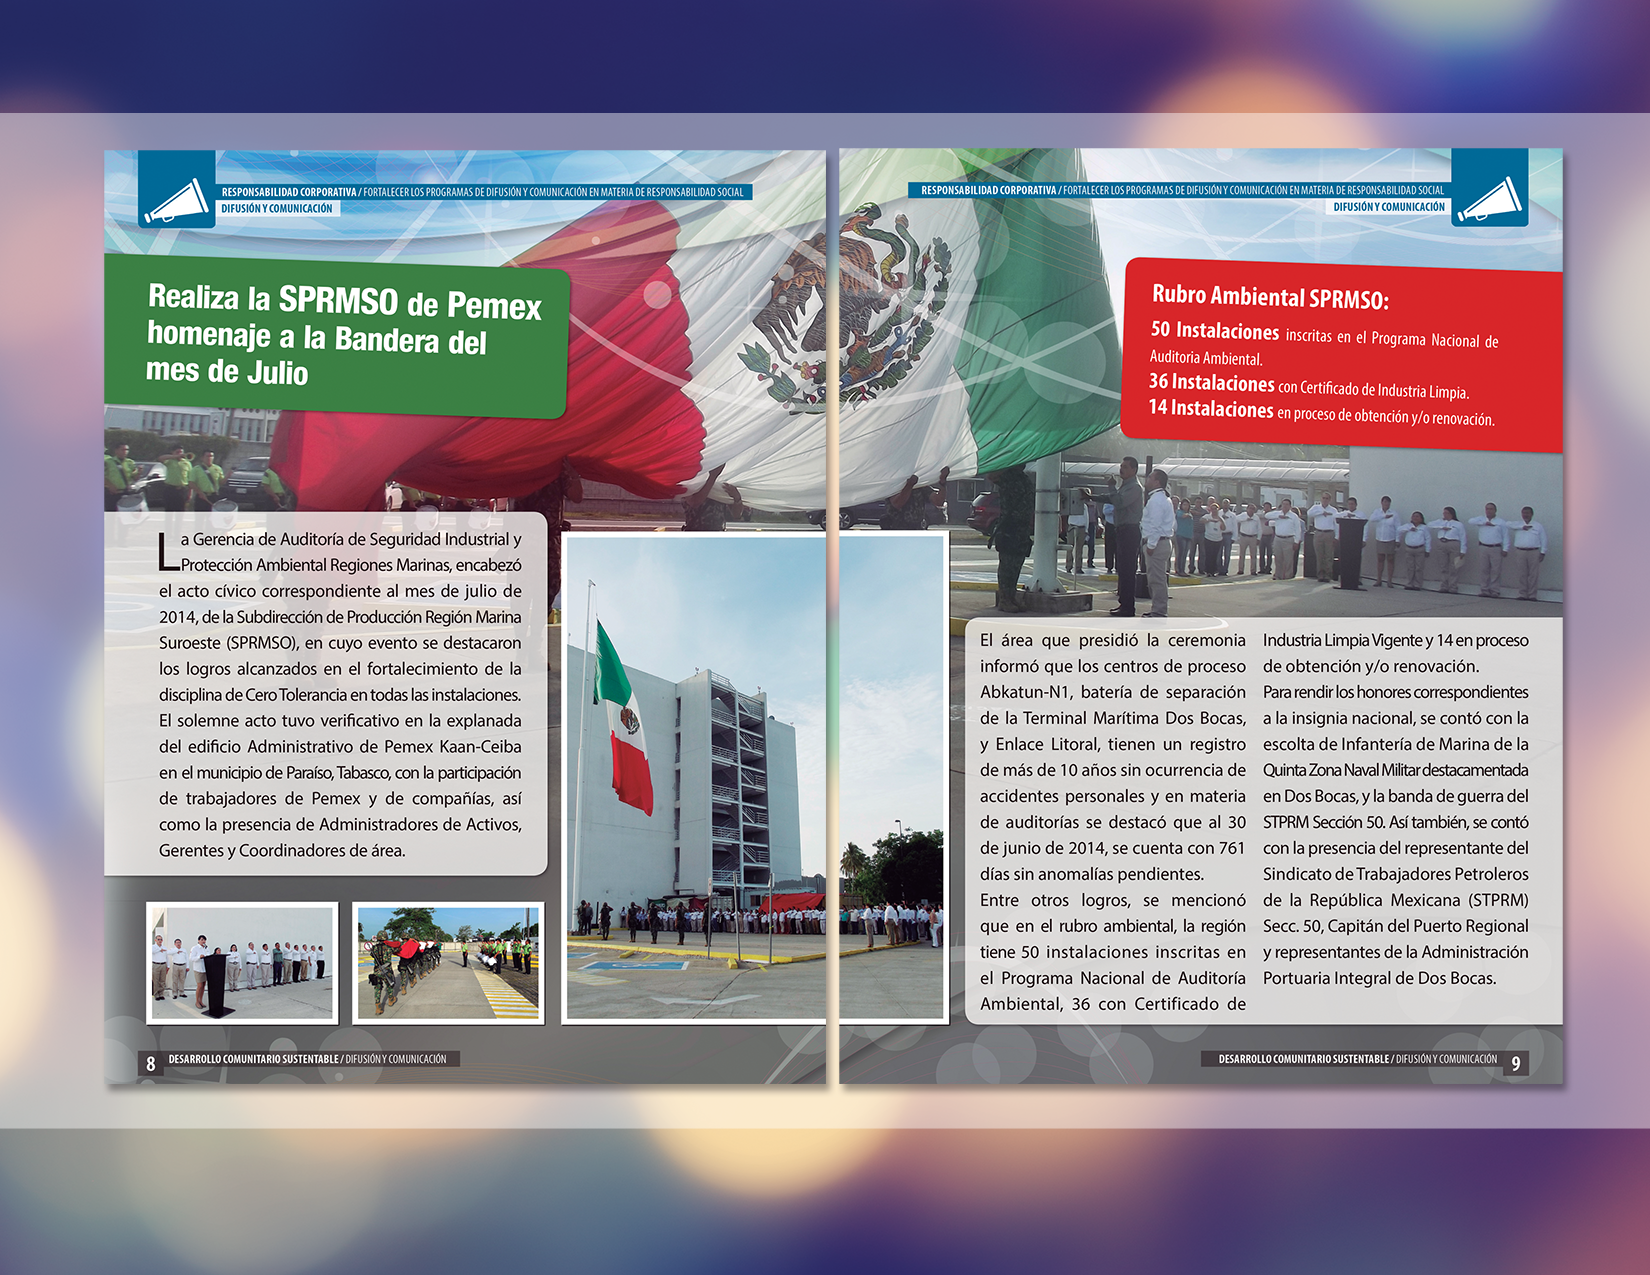 RESPONSABILIDAD CORPORATIVA / FORTALECER LOS PROGRAMAS DE DIFUSIÓN Y COMUNICACIÓN EN MATERIA DE RESPONSABILIDAD SOCIAL
DIFUSIÓN Y COMUNICACIÓN
Realiza la SPRMSO de Pemex
homenaje a la Bandera del
mes de Julio
La Gerencia de Auditoría de Seguridad Industrial y
Protección Ambiental Regiones Marinas, encabezó
el acto cívico correspondiente al mes de julio de
2014, de la Subdirección de Producción Región Marina
Suroeste (SPRMSO), en cuyo evento se destacaron
los logros alcanzados en el fortalecimiento de la
disciplina de Cero Tolerancia en todas las instalaciones.
El solemne acto tuvo verificativo en la explanada
del edificio Administrativo de Pemex Kaan-Ceiba
en el municipio de Paraíso, Tabasco, con la participación
de trabajadores de Pemex y de compañías, así
como la presencia de Administradores de Activos,
Gerentes y Coordinadores de área.
8 DESARROLLO COMUNITARIO SUSTENTABLE / DIFUSIÓN Y COMUNICACIÓN
RESPONSABILIDAD CORPORATIVA / FORTALECER LOS PROGRAMAS DE DIFUSIÓN Y COMUNICACIÓN EN MATERIA DE RESPONSABILIDAD SOCIAL
DIFUSIÓN Y COMUNICACIÓN
Rubro Ambiental SPRMSO:
50 Instalaciones inscritas en el Programa Nacional de
Auditoria Ambiental.
36 Instalaciones con Certificado de Industria Limpia.
14 Instalaciones en proceso de obtención y/o renovación.
El área que presidió la ceremonia
informó que los centros de proceso
Abkatun-N1, batería de separación
de la Terminal Marítima Dos Bocas,
y Enlace Litoral, tienen un registro
de más de 10 años sin ocurrencia de
accidentes personales y en materia
de auditorías se destacó que al 30
de junio de 2014, se cuenta con 761
días sin anomalías pendientes.
Entre otros logros, se mencionó
que en el rubro ambiental, la región
tiene 50 instalaciones inscritas en
el Programa Nacional de Auditoría
Ambiental, 36 con Certificado de
Industria Limpia Vigente y 14 en proceso
de obtención y/o renovación.
Para rendir los honores correspondientes
a la insignia nacional, se contó con la
escolta de Infantería de Marina de la
Quinta Zona Naval Militar destacamentada
en Dos Bocas, y la banda de guerra del
STPRM Sección 50. Así también, se contó
con la presencia del representante del
Sindicato de Trabajadores Petroleros
de la República Mexicana (STPRM)
Secc. 50, Capitán del Puerto Regional
y representantes de la Administración
Portuaria Integral de Dos Bocas.
DESARROLLO COMUNITARIO SUSTENTABLE / DIFUSIÓN Y COMUNICACIÓN 9